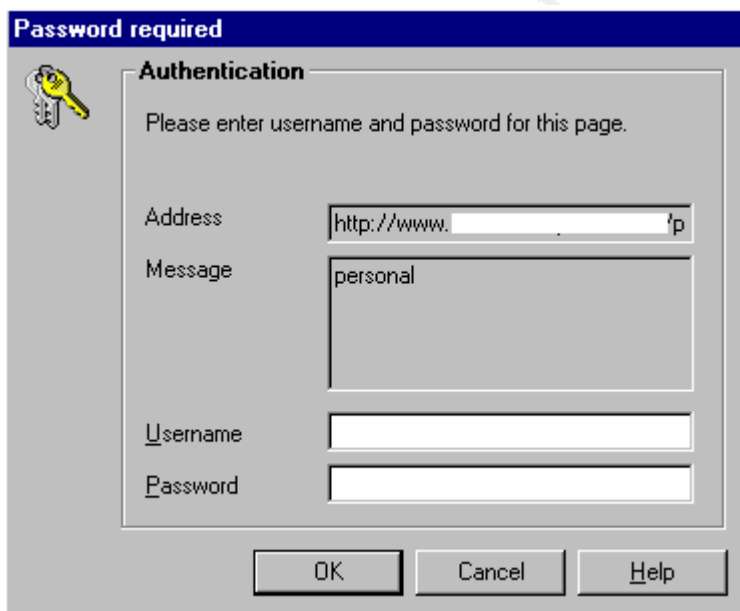 Password required
Authentication
Please enter username and password for this page.
Address http://www. /p
Message personal
Username
Password
OK Cancel Help